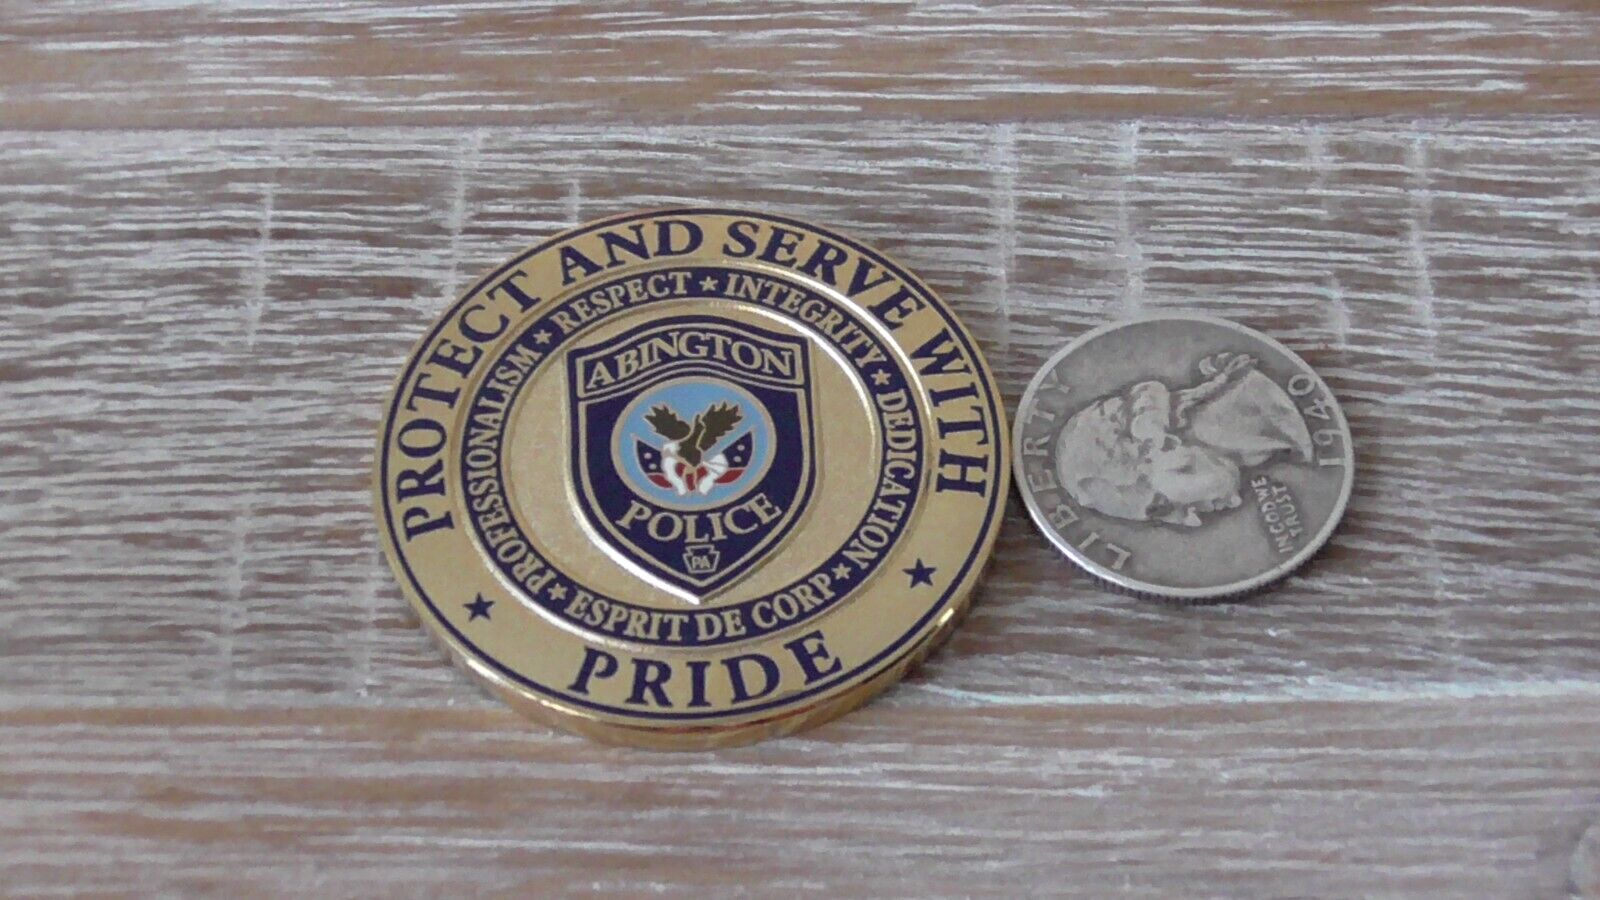 PROTECT AND SERVE WITH
PRIDE
PROFESSIONALISM ★ RESPECT ★ INTEGRITY ★ DEDICATION ★ ESPRIT DE CORP ★
ABINGTON
POLICE
PA
LIBERTY
IN GOD WE
TRUST
1940